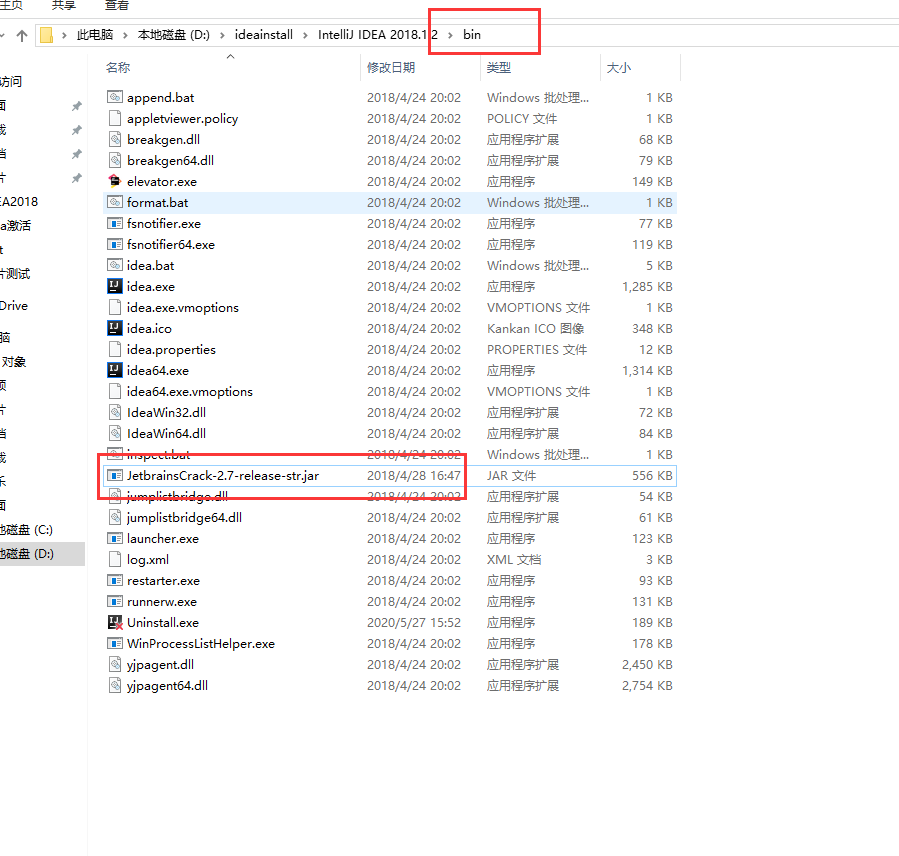 主页 共享 查看
此电脑 › 本地磁盘 (D:) › ideainstall › IntelliJ IDEA 2018.1.2 › bin
名称 修改日期 类型 大小
append.bat 2018/4/24 20:02 Windows 批处理... 1 KB
appletviewer.policy 2018/4/24 20:02 POLICY 文件 1 KB
breakgen.dll 2018/4/24 20:02 应用程序扩展 68 KB
breakgen64.dll 2018/4/24 20:02 应用程序扩展 79 KB
elevator.exe 2018/4/24 20:02 应用程序 149 KB
format.bat 2018/4/24 20:02 Windows 批处理... 1 KB
fsnotifier.exe 2018/4/24 20:02 应用程序 77 KB
fsnotifier64.exe 2018/4/24 20:02 应用程序 119 KB
idea.bat 2018/4/24 20:02 Windows 批处理... 5 KB
idea.exe 2018/4/24 20:02 应用程序 1,285 KB
idea.exe.vmoptions 2018/4/24 20:02 VMOPTIONS 文件 1 KB
idea.ico 2018/4/24 20:02 Kankan ICO 图像 348 KB
idea.properties 2018/4/24 20:02 PROPERTIES 文件 12 KB
idea64.exe 2018/4/24 20:02 应用程序 1,314 KB
idea64.exe.vmoptions 2018/4/24 20:02 VMOPTIONS 文件 1 KB
IdeaWin32.dll 2018/4/24 20:02 应用程序扩展 72 KB
IdeaWin64.dll 2018/4/24 20:02 应用程序扩展 84 KB
inspect.bat 2018/4/24 20:02 Windows 批处理... 1 KB
JetbrainsCrack-2.7-release-str.jar 2018/4/28 16:47 JAR 文件 556 KB
jumplistbridge.dll 2018/4/24 20:02 应用程序扩展 54 KB
jumplistbridge64.dll 2018/4/24 20:02 应用程序扩展 61 KB
launcher.exe 2018/4/24 20:02 应用程序 123 KB
log.xml 2018/4/24 20:02 XML 文档 3 KB
restarter.exe 2018/4/24 20:02 应用程序 93 KB
runnerw.exe 2018/4/24 20:02 应用程序 131 KB
Uninstall.exe 2020/5/27 15:52 应用程序 189 KB
WinProcessListHelper.exe 2018/4/24 20:02 应用程序 178 KB
yjpagent.dll 2018/4/24 20:02 应用程序扩展 2,450 KB
yjpagent64.dll 2018/4/24 20:02 应用程序扩展 2,754 KB
访问
面
片
EA2018
a激活
t
片测试
Drive
脑
对象
频
片
乐
面
地磁盘 (C:)
地磁盘 (D:)